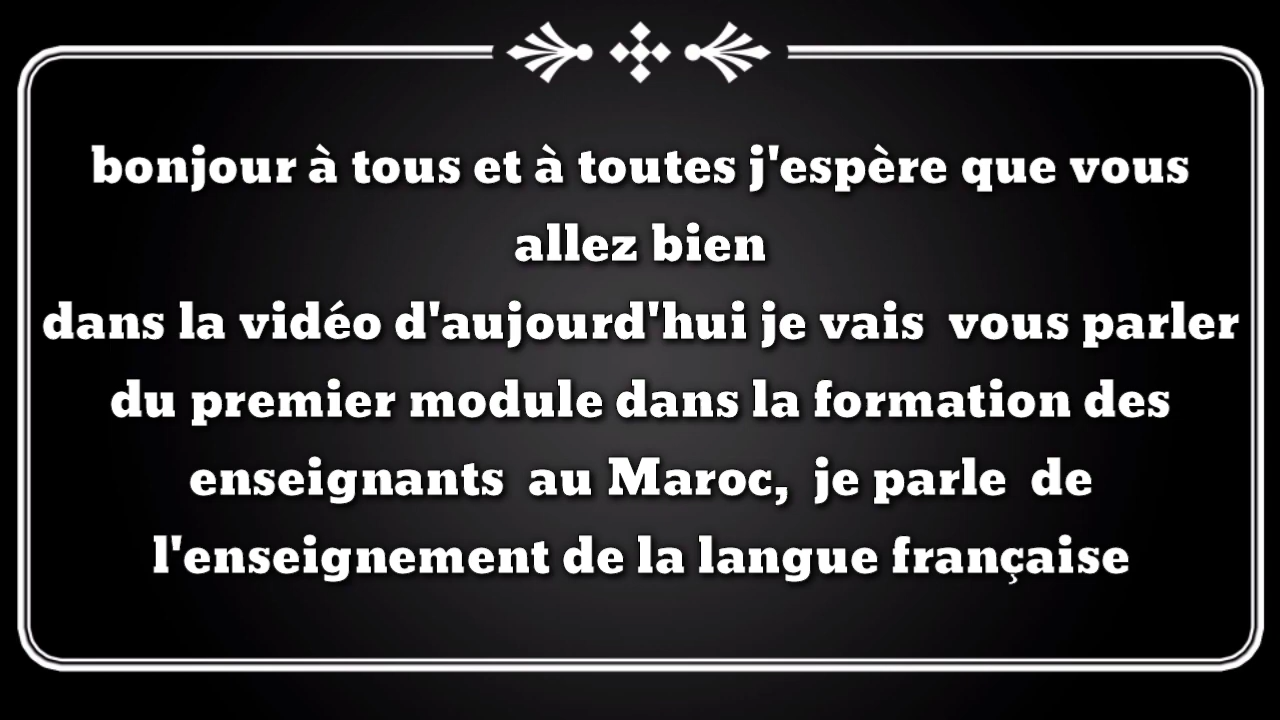 bonjour à tous et à toutes j'espère que vous
allez bien
dans la vidéo d'aujourd'hui je vais  vous parler
du premier module dans la formation des
enseignants  au Maroc,  je parle  de
l'enseignement de la langue française